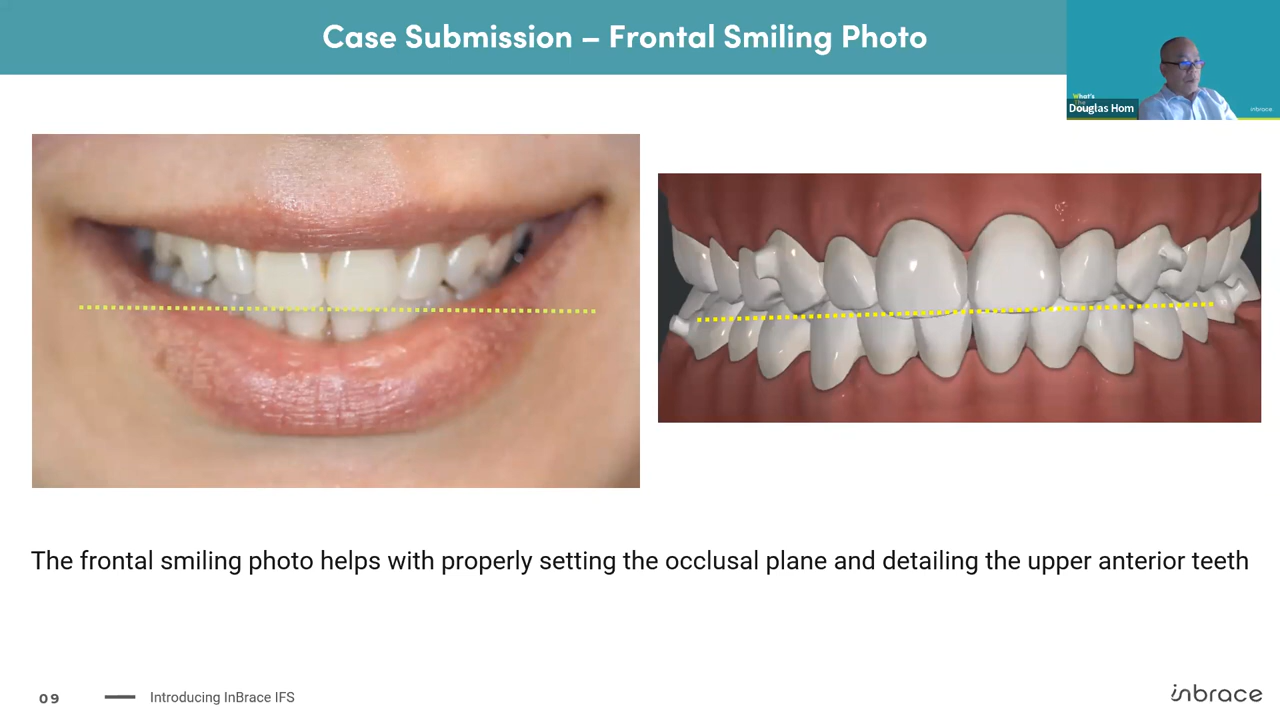 Case Submission – Frontal Smiling Photo
What's
Douglas Hom
inbrace
The frontal smiling photo helps with properly setting the occlusal plane and detailing the upper anterior teeth
09
Introducing InBrace IFS
inbrace